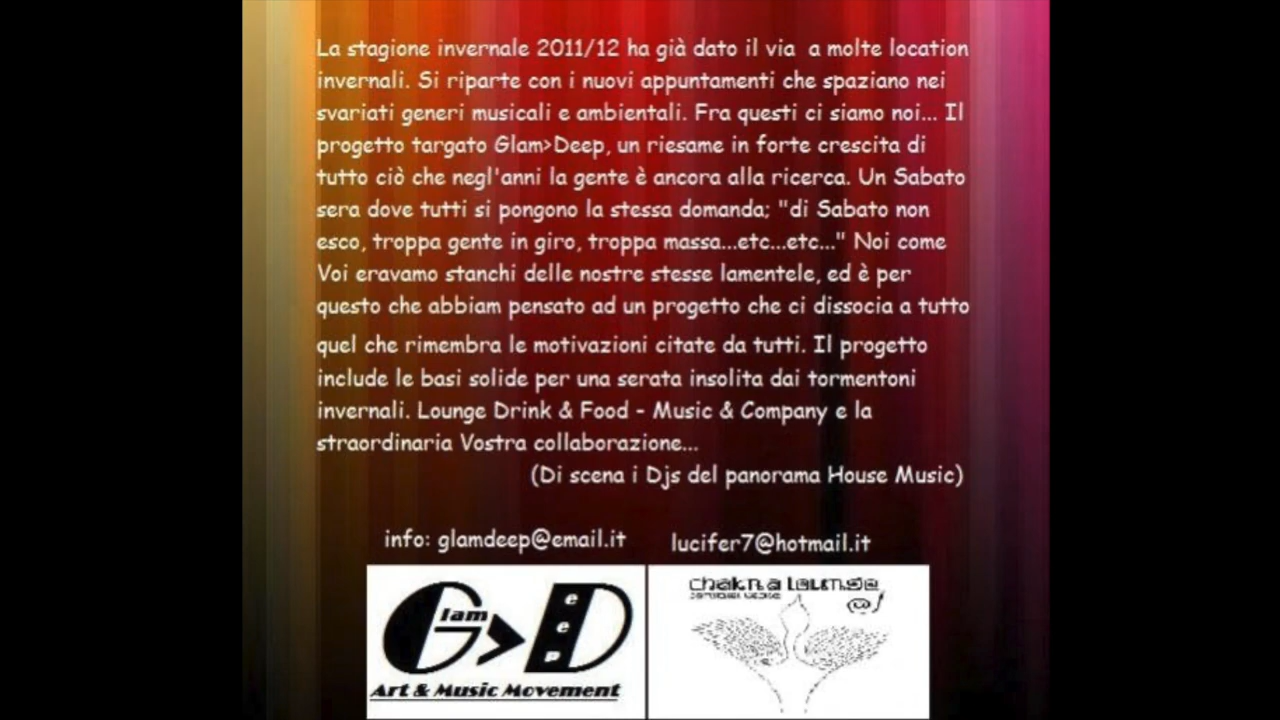 La stagione invernale 2011/12 ha già dato il via a molte location
invernali. Si riparte con i nuovi appuntamenti che spaziano nei
svariati generi musicali e ambientali. Fra questi ci siamo noi... Il
progetto targato Glam>Deep, un riesame in forte crescita di
tutto ciò che negl'anni la gente è ancora alla ricerca. Un Sabato
sera dove tutti si pongono la stessa domanda; "di Sabato non
esco, troppa gente in giro, troppa massa...etc...etc..." Noi come
Voi eravamo stanchi delle nostre stesse lamentele, ed è per
questo che abbiam pensato ad un progetto che ci dissocia a tutto
quel che rimembra le motivazioni citate da tutti. Il progetto
include le basi solide per una serata insolita dai tormentoni
invernali. Lounge Drink & Food - Music & Company e la
straordinaria Vostra collaborazione...
(Di scena i Djs del panorama House Music)
info: glamdeep@email.it lucifer7@hotmail.it
Glam>Deep
Art & Music Movement
chakra lounge